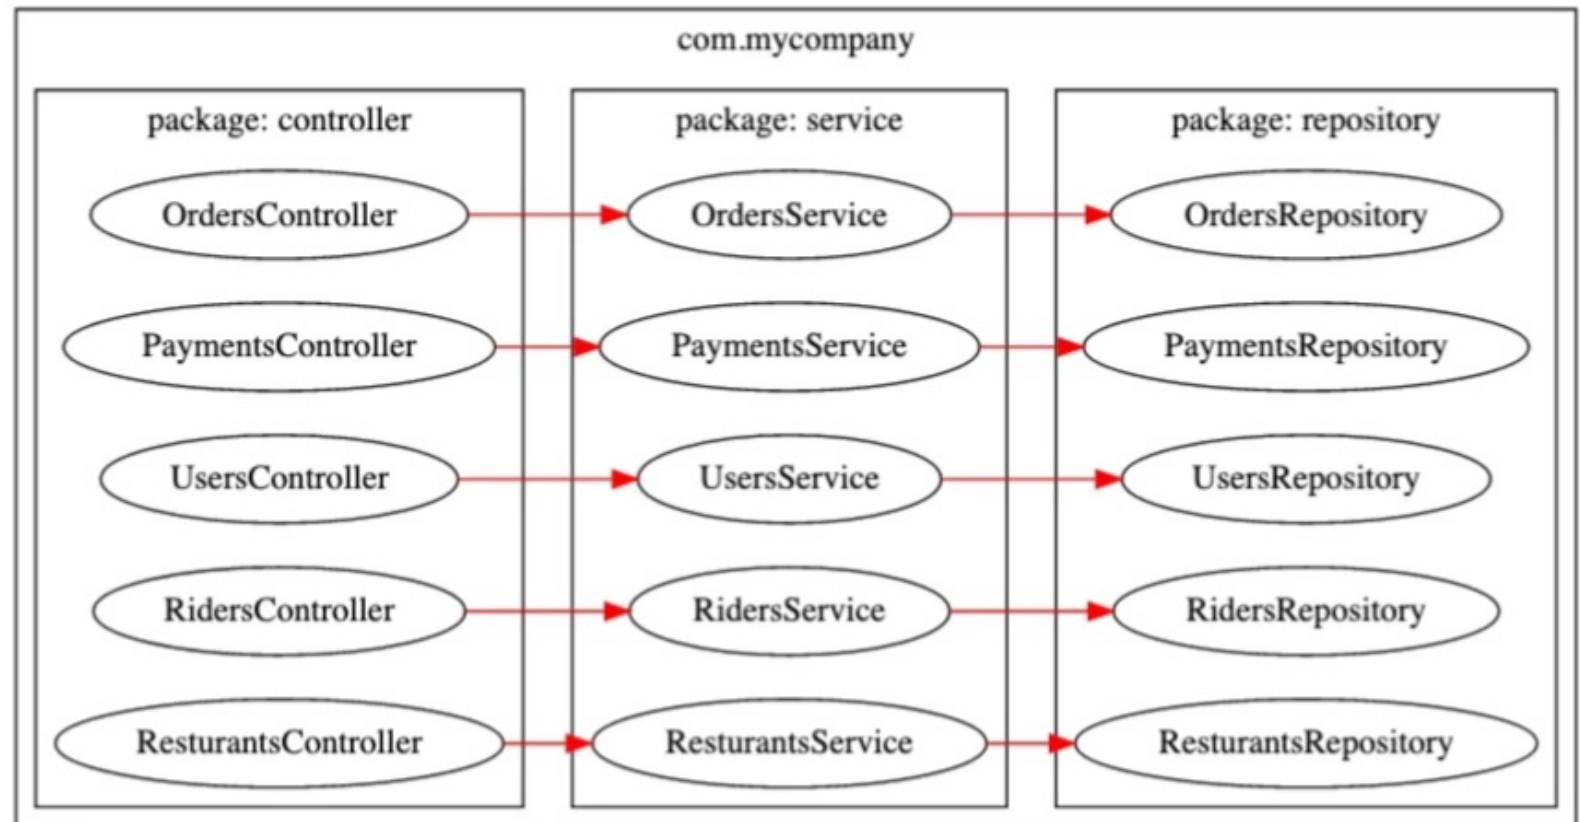 com.mycompany
package: controller
package: service
package: repository
OrdersController
OrdersService
OrdersRepository
PaymentsController
PaymentsService
PaymentsRepository
UsersController
UsersService
UsersRepository
RidersController
RidersService
RidersRepository
ResturantsController
ResturantsService
ResturantsRepository